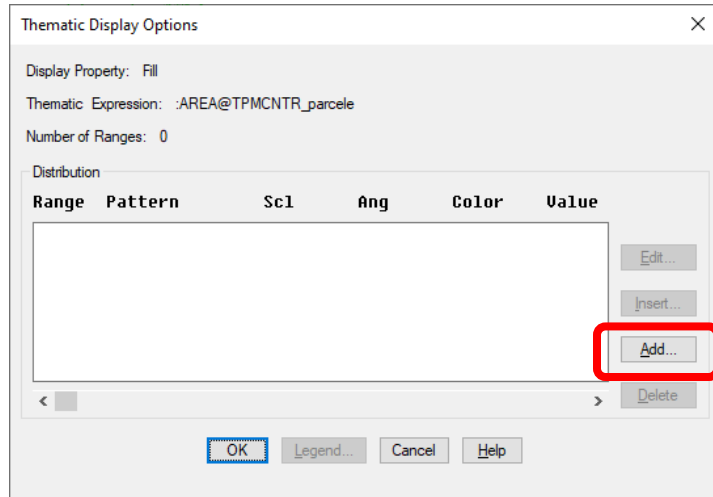 Thematic Display Options
Display Property: Fill
Thematic Expression: :AREA@TPMCNTR_parcele
Number of Ranges: 0
Distribution
Range Pattern Scl Ang Color Value
Edit...
Insert...
Add...
Delete
OK Legend... Cancel Help